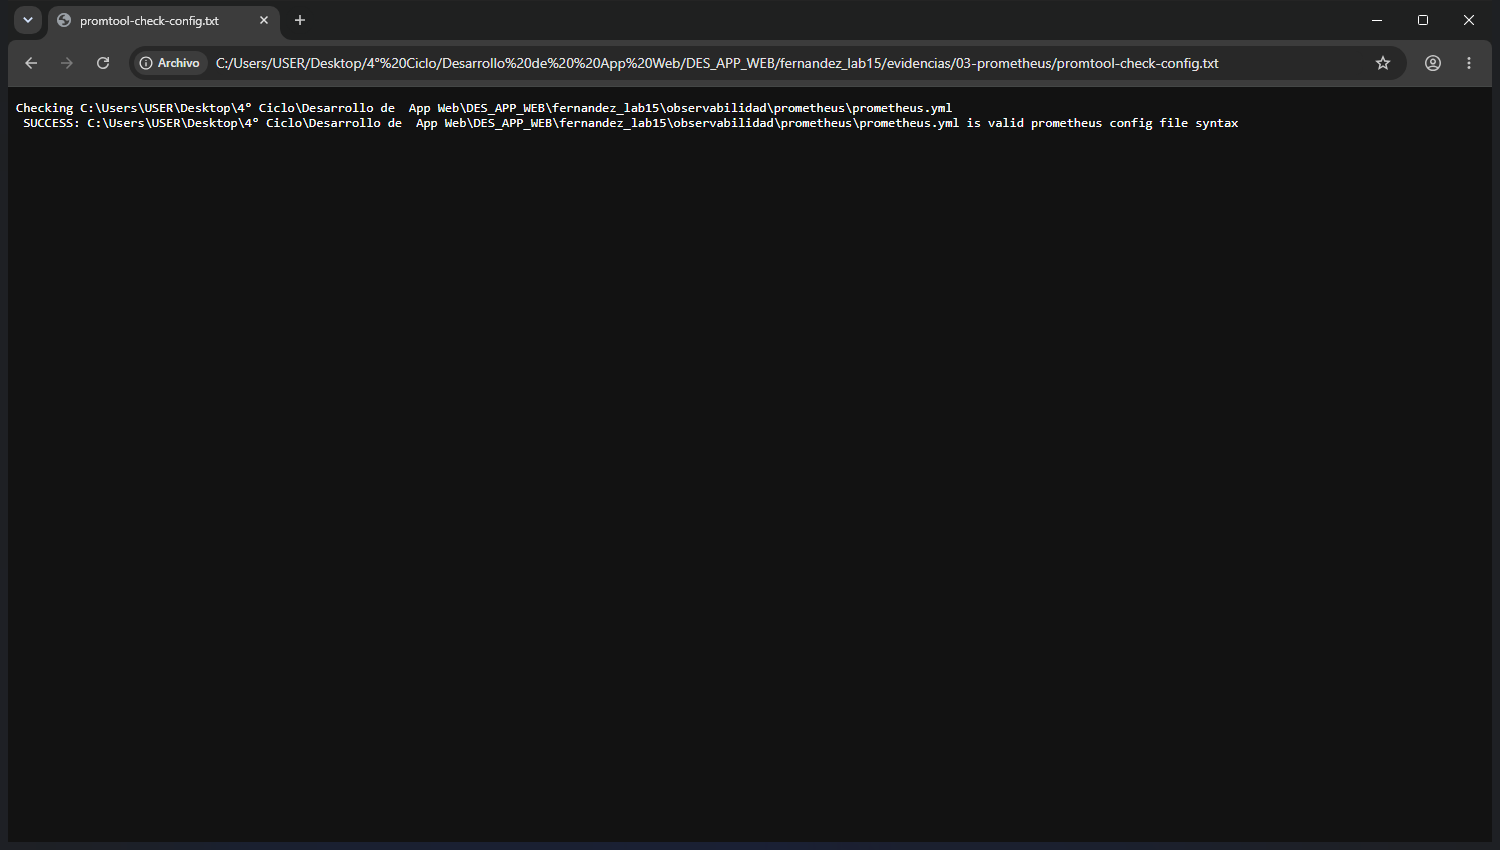 promtool-check-config.txt
Archivo
C:/Users/USER/Desktop/4°%20Ciclo/Desarrollo%20de%20%20App%20Web/DES_APP_WEB/fernandez_lab15/evidencias/03-prometheus/promtool-check-config.txt
Checking C:\Users\USER\Desktop\4° Ciclo\Desarrollo de  App Web\DES_APP_WEB\fernandez_lab15\observabilidad\prometheus\prometheus.yml
 SUCCESS: C:\Users\USER\Desktop\4° Ciclo\Desarrollo de  App Web\DES_APP_WEB\fernandez_lab15\observabilidad\prometheus\prometheus.yml is valid prometheus config file syntax